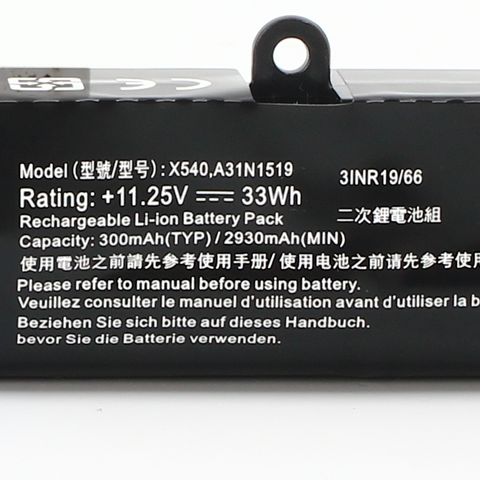 Model (型號/型号) : X540,A31N1519
3INR19/66
Rating: +11.25V ⎓ 33Wh
Rechargeable Li-ion Battery Pack
二次鋰電池組
Capacity: 300mAh(TYP) / 2930mAh(MIN)
使用電池之前請先參考使用手册/ 使用电池之前请先参考使用
Please refer to manual before using battery.
Veuillez consulter le manuel d'utilisation avant d'utiliser la b
Beziehen Sie sich bitte auf dieses Handbuch.
bevor Sie die Batterie verwenden.